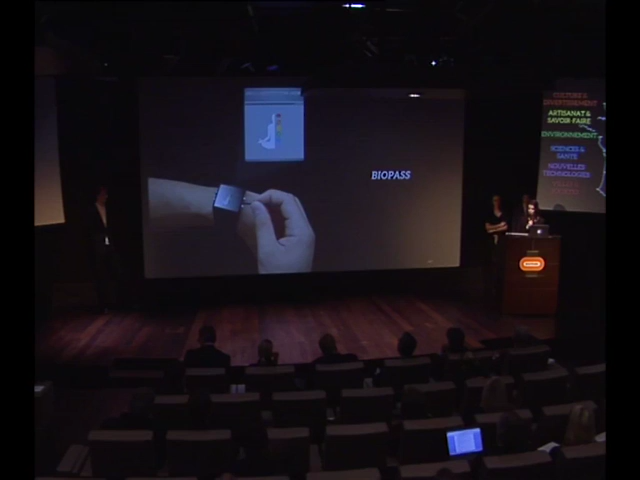 BIOPASS
CULTURE &
DIVERTISSEMENT
ARTISANAT &
SAVOIR-FAIRE
ENVIRONNEMENT
SCIENCES &
SANTÉ
NOUVELLES
TECHNOLOGIES